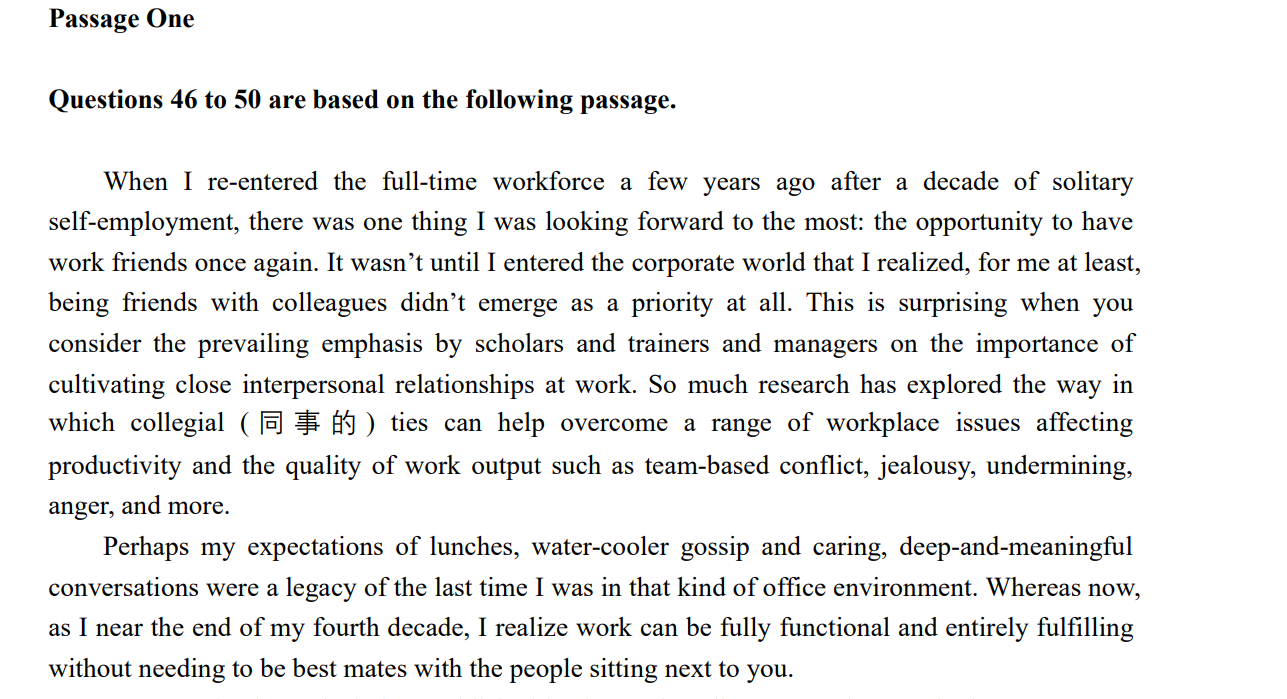 Passage One
Questions 46 to 50 are based on the following passage.
When I re-entered the full-time workforce a few years ago after a decade of solitary
self-employment, there was one thing I was looking forward to the most: the opportunity to have
work friends once again. It wasn’t until I entered the corporate world that I realized, for me at least,
being friends with colleagues didn’t emerge as a priority at all. This is surprising when you
consider the prevailing emphasis by scholars and trainers and managers on the importance of
cultivating close interpersonal relationships at work. So much research has explored the way in
which collegial (同事的) ties can help overcome a range of workplace issues affecting
productivity and the quality of work output such as team-based conflict, jealousy, undermining,
anger, and more.
Perhaps my expectations of lunches, water-cooler gossip and caring, deep-and-meaningful
conversations were a legacy of the last time I was in that kind of office environment. Whereas now,
as I near the end of my fourth decade, I realize work can be fully functional and entirely fulfilling
without needing to be best mates with the people sitting next to you.